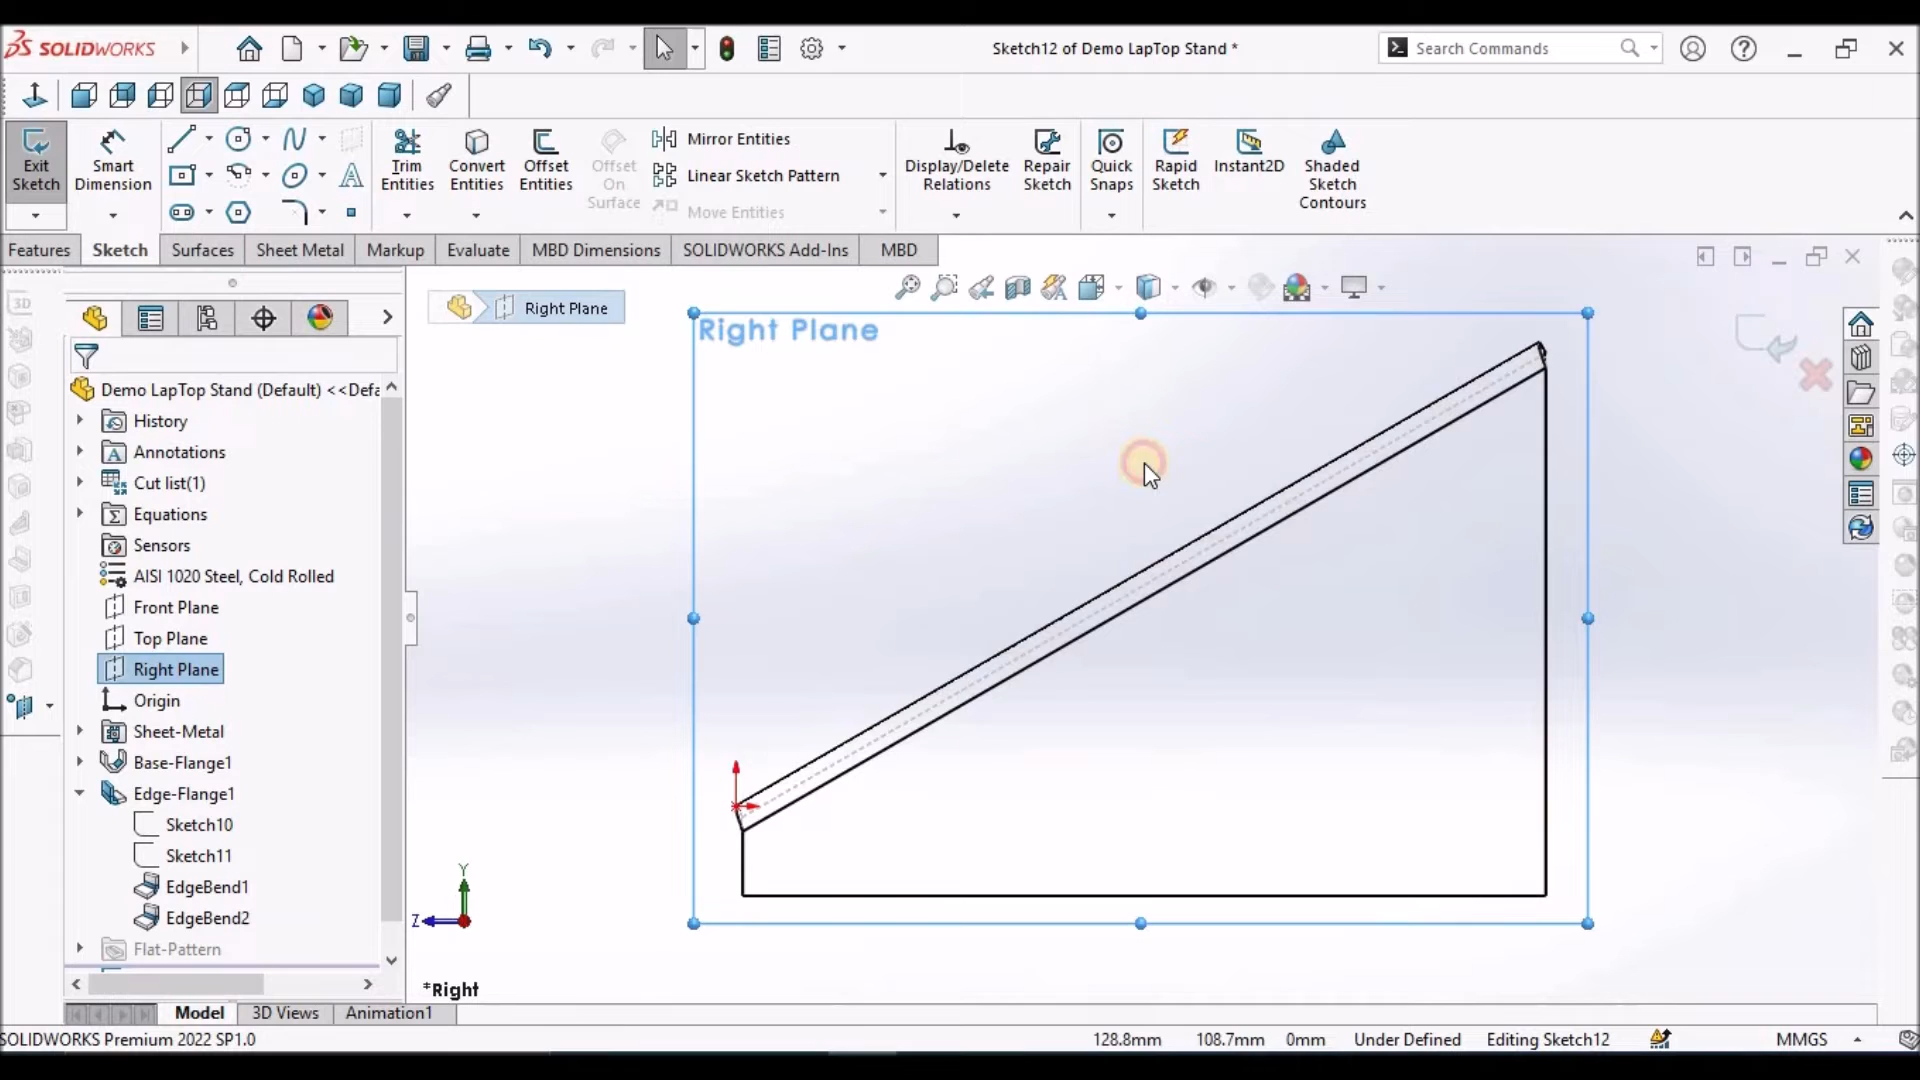 SOLIDWORKS
Sketch12 of Demo LapTop Stand *
Search Commands
Exit Sketch
Smart Dimension
Trim Entities
Convert Entities
Offset Entities
Offset On Surface
Mirror Entities
Linear Sketch Pattern
Move Entities
Display/Delete Relations
Repair Sketch
Quick Snaps
Rapid Sketch
Instant2D
Shaded Sketch Contours
Features
Sketch
Surfaces
Sheet Metal
Markup
Evaluate
MBD Dimensions
SOLIDWORKS Add-Ins
MBD
3D
Right Plane
Right Plane
Demo LapTop Stand (Default) <<Defa
History
Annotations
Cut list(1)
Equations
Sensors
AISI 1020 Steel, Cold Rolled
Front Plane
Top Plane
Right Plane
Origin
Sheet-Metal
Base-Flange1
Edge-Flange1
Sketch10
Sketch11
EdgeBend1
EdgeBend2
Flat-Pattern
Y
Z
*Right
Model
3D Views
Animation1
SOLIDWORKS Premium 2022 SP1.0
128.8mm
108.7mm
0mm
Under Defined
Editing Sketch12
MMGS